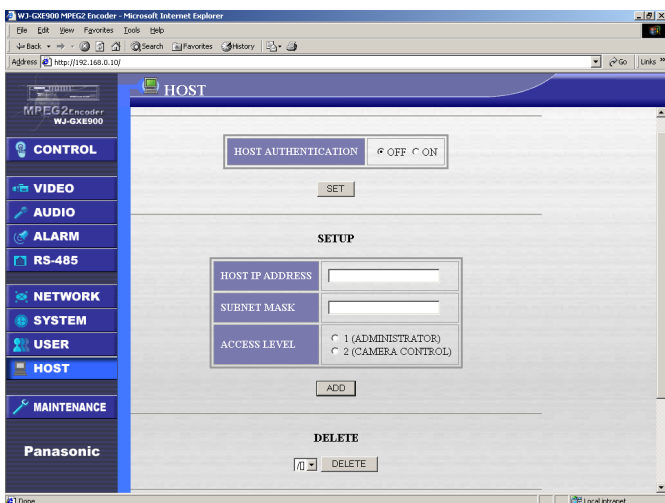 WJ-GXE900 MPEG2 Encoder - Microsoft Internet Explorer
File Edit View Favorites Tools Help
Back Search Favorites History
Address http://192.168.0.10/ Go Links »
MPEG2Encoder
WJ-GXE900
HOST
CONTROL
VIDEO
AUDIO
ALARM
RS-485
NETWORK
SYSTEM
USER
HOST
MAINTENANCE
Panasonic
HOST AUTHENTICATION OFF ON
SET
SETUP
HOST IP ADDRESS
SUBNET MASK
ACCESS LEVEL 1 (ADMINISTRATOR)
2 (CAMERA CONTROL)
ADD
DELETE
/[] DELETE
Done Local intranet